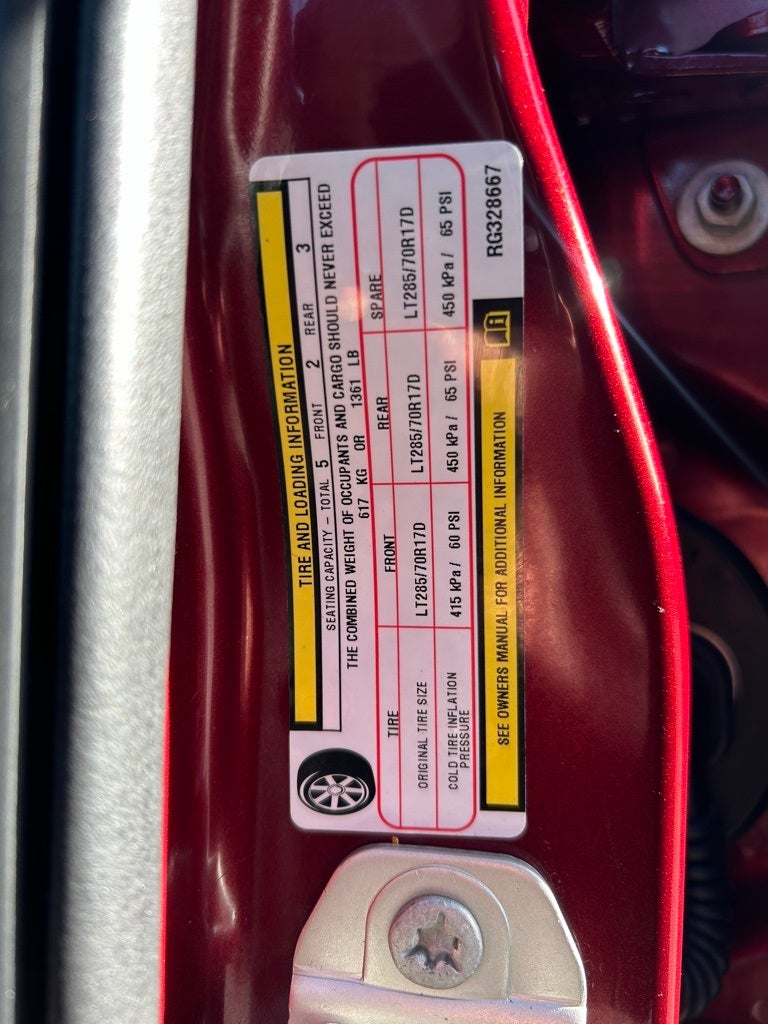 TIRE AND LOADING INFORMATION
SEATING CAPACITY - TOTAL 5 FRONT 2 REAR 3
THE COMBINED WEIGHT OF OCCUPANTS AND CARGO SHOULD NEVER EXCEED
617 KG OR 1361 LB
TIRE FRONT REAR SPARE
ORIGINAL TIRE SIZE LT285/70R17D LT285/70R17D LT285/70R17D
COLD TIRE INFLATION
PRESSURE 415 kPa/ 60 PSI 450 kPa/ 65 PSI 450 kPa/ 65 PSI
SEE OWNERS MANUAL FOR ADDITIONAL INFORMATION
RG328667